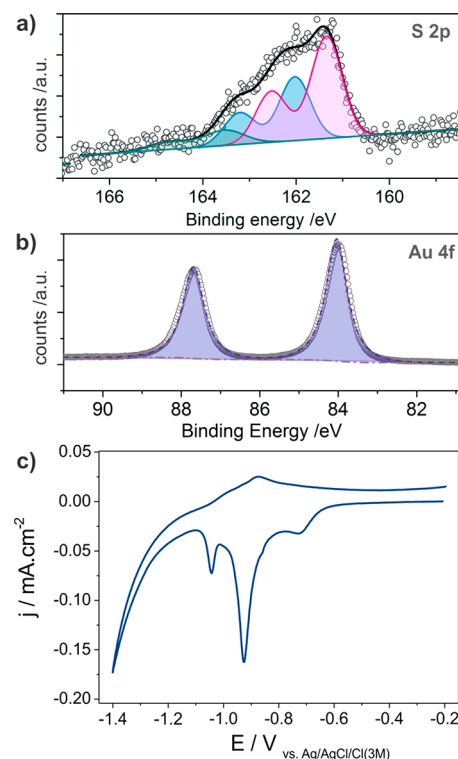 a)
S 2p
counts /a.u.
166 164 162 160
Binding energy /eV
b)
Au 4f
counts /a.u.
90 88 86 84 82
Binding Energy /eV
c)
0.05
0.00
-0.05
-0.10
-0.15
-0.20
j / mA.cm-2
-1.4 -1.2 -1.0 -0.8 -0.6 -0.4 -0.2
E / V vs. Ag/AgCl/Cl(3M)